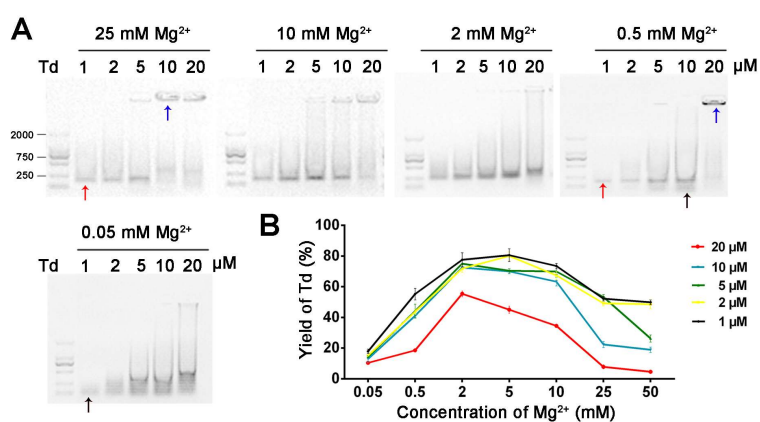 A
25 mM Mg²⁺
10 mM Mg²⁺
2 mM Mg²⁺
0.5 mM Mg²⁺
Td 1 2 5 10 20 1 2 5 10 20 1 2 5 10 20 1 2 5 10 20 μM
2000
750
250
0.05 mM Mg²⁺
Td 1 2 5 10 20 μM
B
Yield of Td (%)
100
80
60
40
20
0
0.05 0.5 2 5 10 25 50
Concentration of Mg²⁺ (mM)
20 μM
10 μM
5 μM
2 μM
1 μM